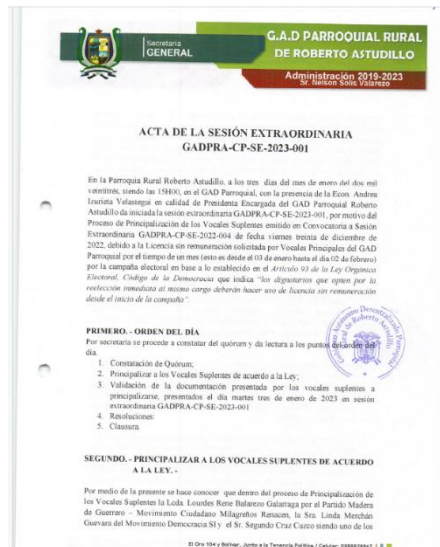 Secretaria
GENERAL
G.A.D PARROQUIAL RURAL
DE ROBERTO ASTUDILLO
Administración 2019-2023
Sr. Nelson Solis Valarezo
ACTA DE LA SESIÓN EXTRAORDINARIA
GADPRA-CP-SE-2023-001
En la Parroquia Rural Roberto Astudillo, a los tres días del mes de enero del dos mil
veintitrés, siendo las 15H00, en el GAD Parroquial, con la presencia de la Econ. Andrea
Izurieta Velastegui en calidad de Presidenta Encargada del GAD Parroquial Roberto
Astudillo da iniciada la sesión extraordinaria GADPRA-CP-SE-2023-001, por motivo del
Proceso de Principalización de los Vocales Suplentes emitido en Convocatoria a Sesión
Extraordinaria GADPRA-CP-SE-2022-004 de fecha viernes treinta de diciembre de
2022, debido a la Licencia sin remuneración solicitada por Vocales Principales del GAD
Parroquial por el tiempo de un mes (esto es desde el 03 de enero hasta el día 02 de febrero)
por la campaña electoral en base a lo establecido en el Artículo 93 de la Ley Orgánica
Electoral, Código de la Democracia que indica "los dignatarios que opten por la
reelección inmediata al mismo cargo deberán hacer uso de licencia sin remuneración
desde el inicio de la campaña".
PRIMERO. - ORDEN DEL DÍA
Por secretaria se procede a constatar del quórum y da lectura a los puntos del orden del
día.
1. Constatación de Quórum;
2. Principalizar a los Vocales Suplentes de acuerdo a la Ley;
3. Validación de la documentación presentada por los vocales suplentes a
principalizarse, presentados el día martes tres de enero de 2023 en sesión
extraordinaria GADPRA-CP-SE-2023-001
4. Resoluciones
5. Clausura.
SEGUNDO. - PRINCIPALIZAR A LOS VOCALES SUPLENTES DE ACUERDO
A LA LEY. -
Por medio de la presente se hace conocer que dentro del proceso de Principalización de
los Vocales Suplentes la Lcda. Lourdes Rene Balarezo Galarraga por el Partido Madera
de Guerrero – Movimiento Ciudadano Milagreños Renacen, la Sra. Linda Merchán
Guevara del Movimiento Democracia SI y el Sr. Segundo Cruz Cazco siendo uno de los
El Oro 104 y Bolívar, Junto a la Tenencia Política / Celular: